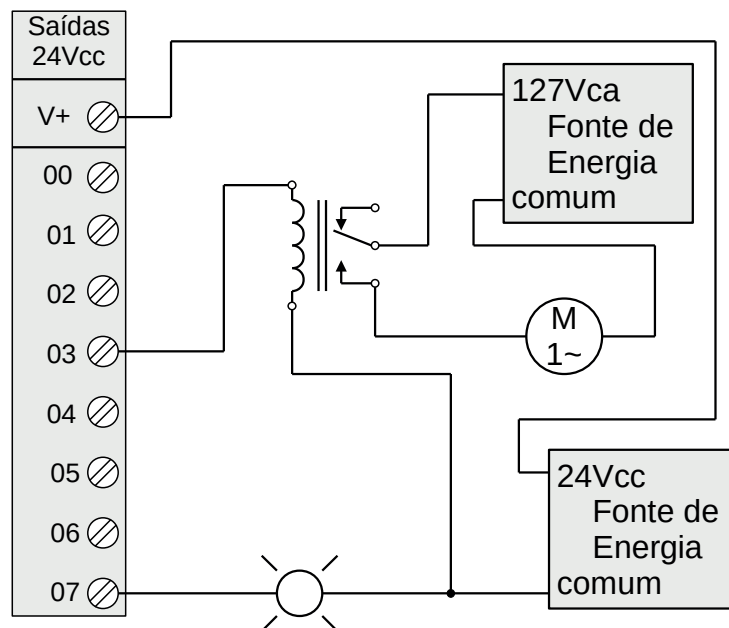 Saídas
24Vcc
V+
00
01
02
03
04
05
06
07
127Vca
Fonte de
Energia
comum
M
1~
24Vcc
Fonte de
Energia
comum